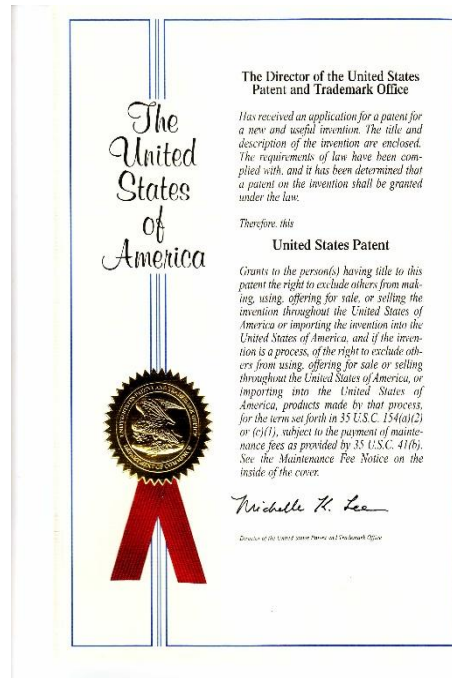 The
United
States
of
America
The Director of the United States
Patent and Trademark Office
Has received an application for a patent for
a new and useful invention. The title and
description of the invention are enclosed.
The requirements of law have been com-
plied with, and it has been determined that
a patent on the invention shall be granted
under the law.
Therefore, this
United States Patent
Grants to the person(s) having title to this
patent the right to exclude others from mak-
ing, using, offering for sale, or selling the
invention throughout the United States of
America or importing the invention into the
United States of America, and if the inven-
tion is a process, of the right to exclude oth-
ers from using, offering for sale or selling
throughout the United States of America, or
importing into the United States of
America, products made by that process,
for the term set forth in 35 U.S.C. 154(a)(2)
or (c)(1), subject to the payment of mainte-
nance fees as provided by 35 U.S.C. 41(b).
See the Maintenance Fee Notice on the
inside of the cover.
Michelle K. Lee
Director of the United States Patent and Trademark Office
PATENT AND TRADEMARK
DEPARTMENT OF COMMERCE